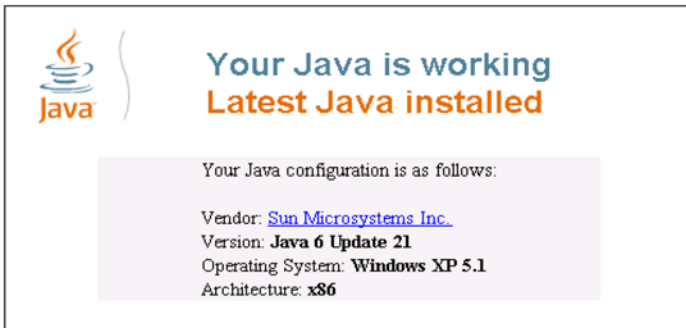 Java
Your Java is working
Latest Java installed
Your Java configuration is as follows:
Vendor: Sun Microsystems Inc.
Version: Java 6 Update 21
Operating System: Windows XP 5.1
Architecture: x86